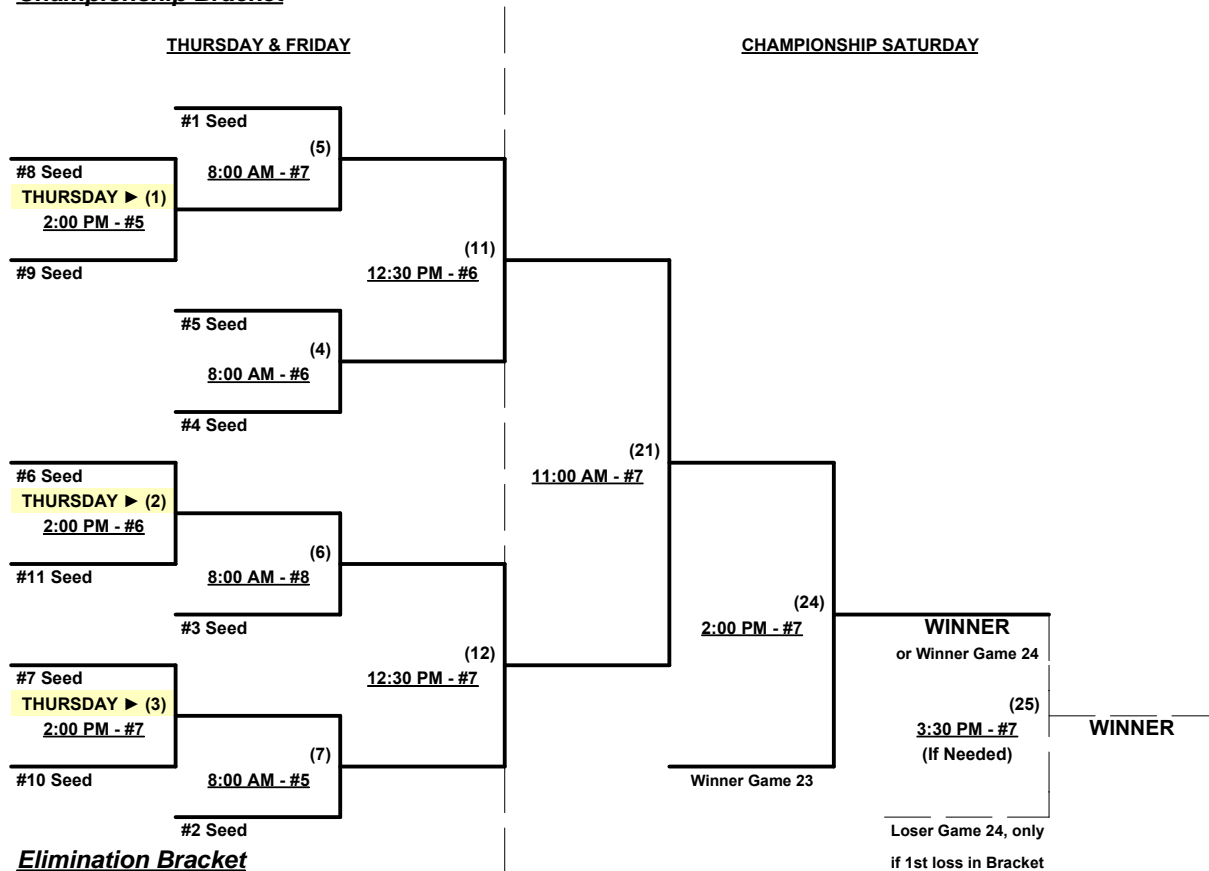 Championship Bracket
THURSDAY & FRIDAY
CHAMPIONSHIP SATURDAY
#1 Seed
(5)
8:00 AM - #7
#8 Seed
THURSDAY ► (1)
2:00 PM - #5
#9 Seed
(11)
12:30 PM - #6
#5 Seed
(4)
8:00 AM - #6
#4 Seed
(21)
11:00 AM - #7
#6 Seed
THURSDAY ► (2)
2:00 PM - #6
#11 Seed
(6)
8:00 AM - #8
#3 Seed
(24)
2:00 PM - #7
WINNER
or Winner Game 24
(12)
12:30 PM - #7
#7 Seed
THURSDAY ► (3)
2:00 PM - #7
#10 Seed
(7)
8:00 AM - #5
#2 Seed
Winner Game 23
(25)
3:30 PM - #7
(If Needed)
WINNER
Loser Game 24, only
if 1st loss in Bracket
Elimination Bracket